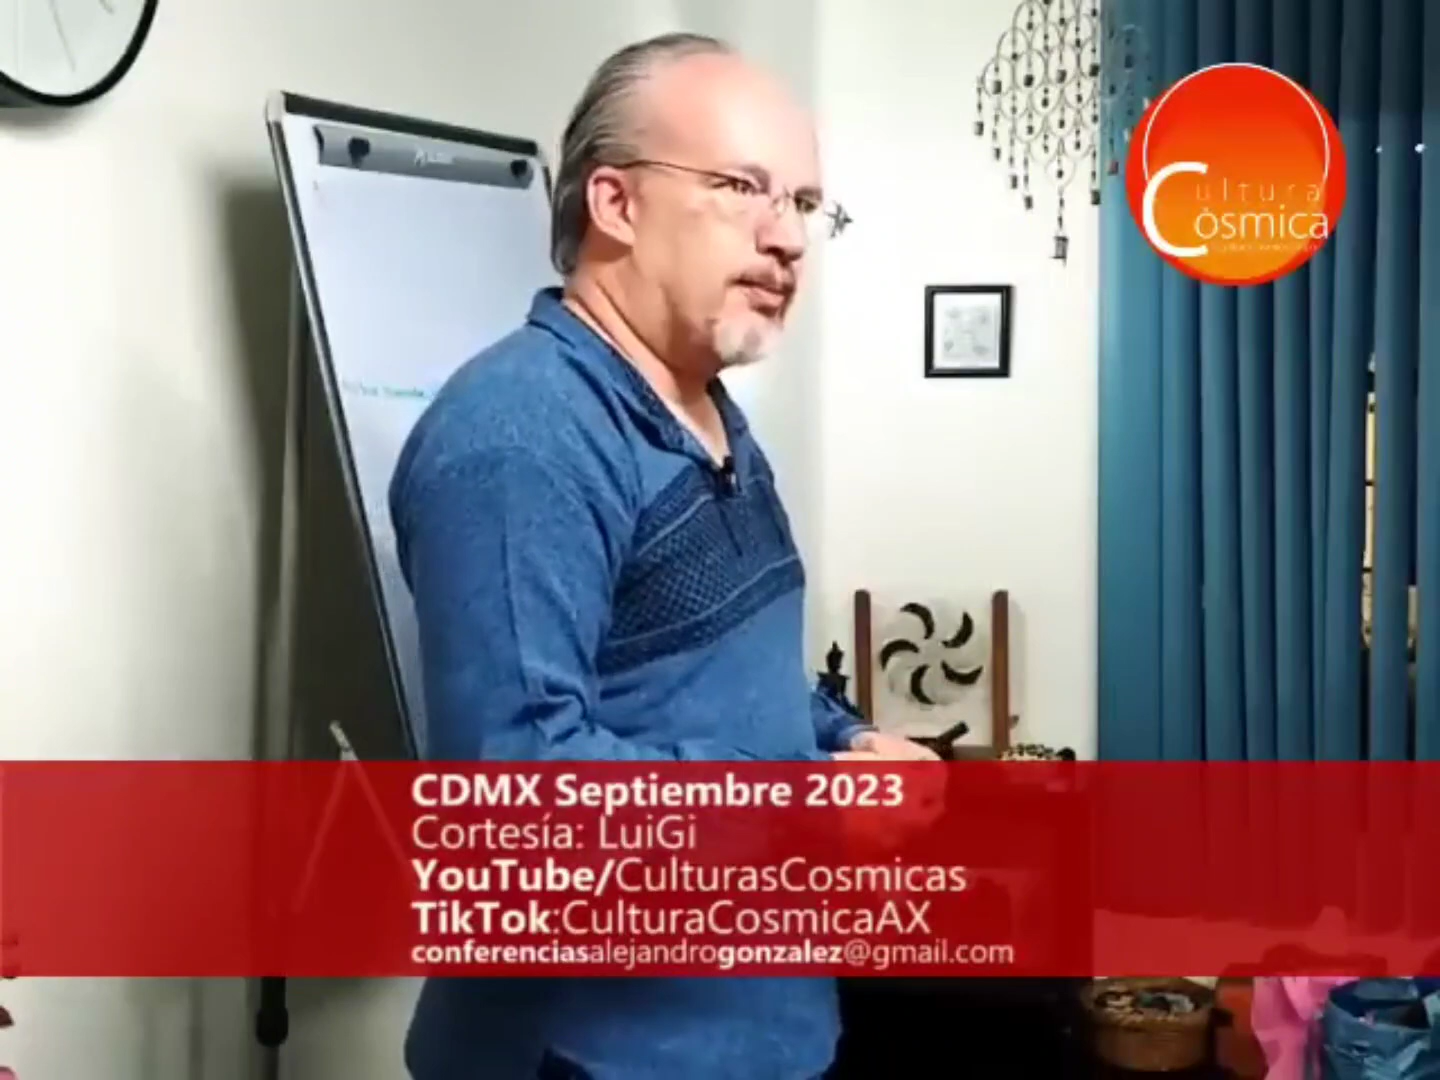 Cultura
Cósmica
CDMX Septiembre 2023
Cortesía: LuiGi
YouTube/CulturasCosmicas
TikTok:CulturaCosmicaAX
conferenciasalejandrogonzalez@gmail.com